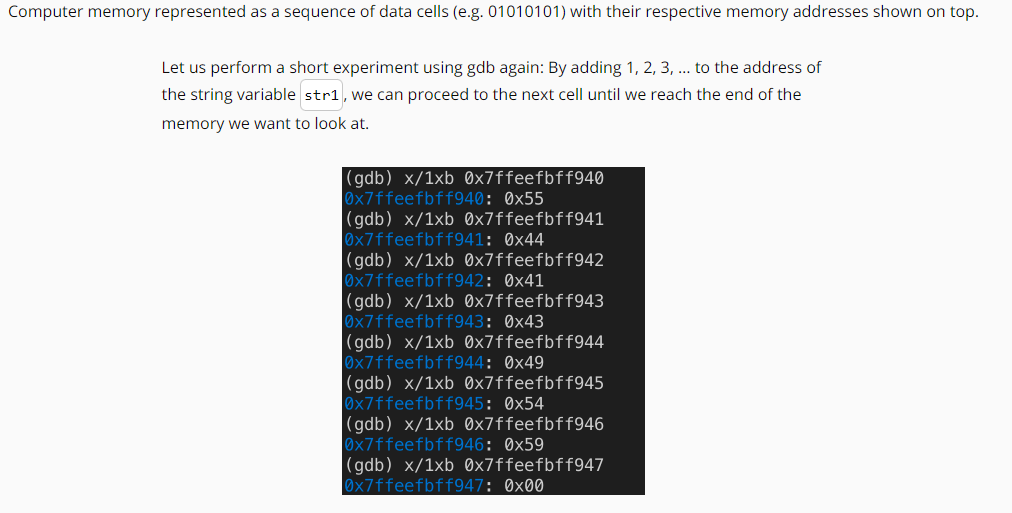 Computer memory represented as a sequence of data cells (e.g. 01010101) with their respective memory addresses shown on top.
Let us perform a short experiment using gdb again: By adding 1, 2, 3, ... to the address of
the string variable str1, we can proceed to the next cell until we reach the end of the
memory we want to look at.
(gdb) x/1xb 0x7ffeefbff940
0x7ffeefbff940: 0x55
(gdb) x/1xb 0x7ffeefbff941
0x7ffeefbff941: 0x44
(gdb) x/1xb 0x7ffeefbff942
0x7ffeefbff942: 0x41
(gdb) x/1xb 0x7ffeefbff943
0x7ffeefbff943: 0x43
(gdb) x/1xb 0x7ffeefbff944
0x7ffeefbff944: 0x49
(gdb) x/1xb 0x7ffeefbff945
0x7ffeefbff945: 0x54
(gdb) x/1xb 0x7ffeefbff946
0x7ffeefbff946: 0x59
(gdb) x/1xb 0x7ffeefbff947
0x7ffeefbff947: 0x00